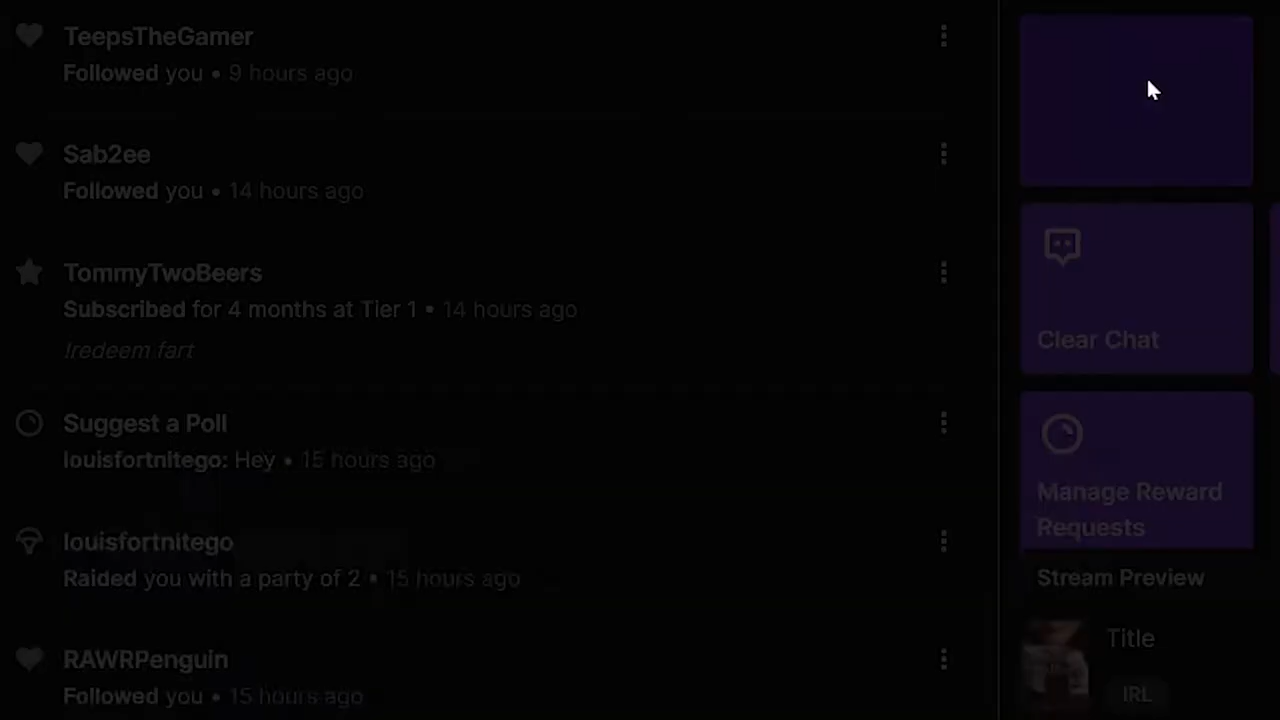 TeepsTheGamer
Followed you • 9 hours ago
Sab2ee
Followed you • 14 hours ago
TommyTwoBeers
Subscribed for 4 months at Tier 1 • 14 hours ago
!redeem fart
Suggest a Poll
louisfortnitego: Hey • 15 hours ago
louisfortnitego
Raided you with a party of 2 • 15 hours ago
RAWRPenguin
Followed you • 15 hours ago
Clear Chat
Manage Reward
Requests
Stream Preview
Title
IRL